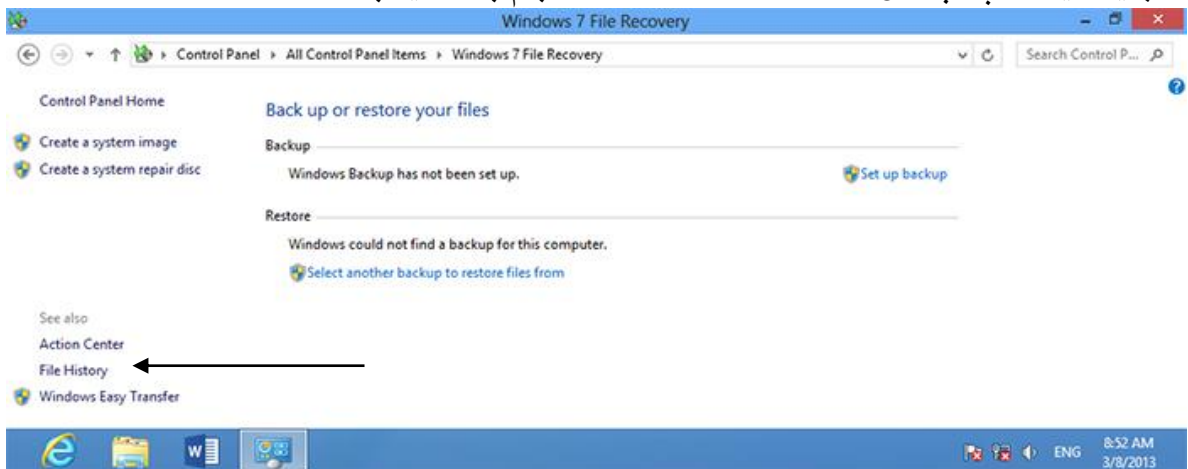 Windows 7 File Recovery
Control Panel ▸ All Control Panel Items ▸ Windows 7 File Recovery
Search Control P...
Control Panel Home
Create a system image
Create a system repair disc
Back up or restore your files
Backup
Windows Backup has not been set up.
Set up backup
Restore
Windows could not find a backup for this computer.
Select another backup to restore files from
See also
Action Center
File History
Windows Easy Transfer
ENG
8:52 AM
3/8/2013